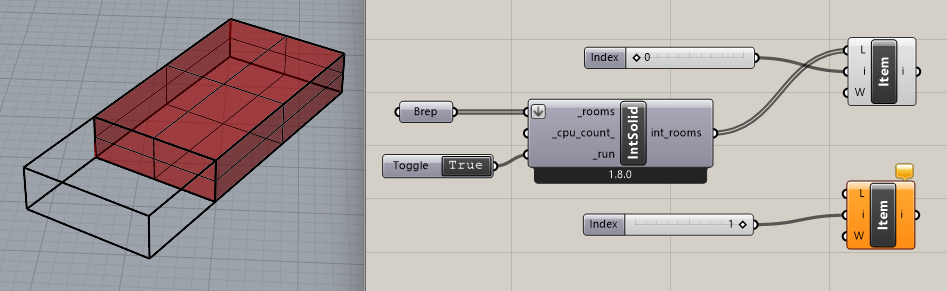 Index 0
L
i Item i
W
Brep
_rooms
_cpu_count_ IntSolid int_rooms
_run
Toggle True
1.8.0
L
Index 1
i Item i
W